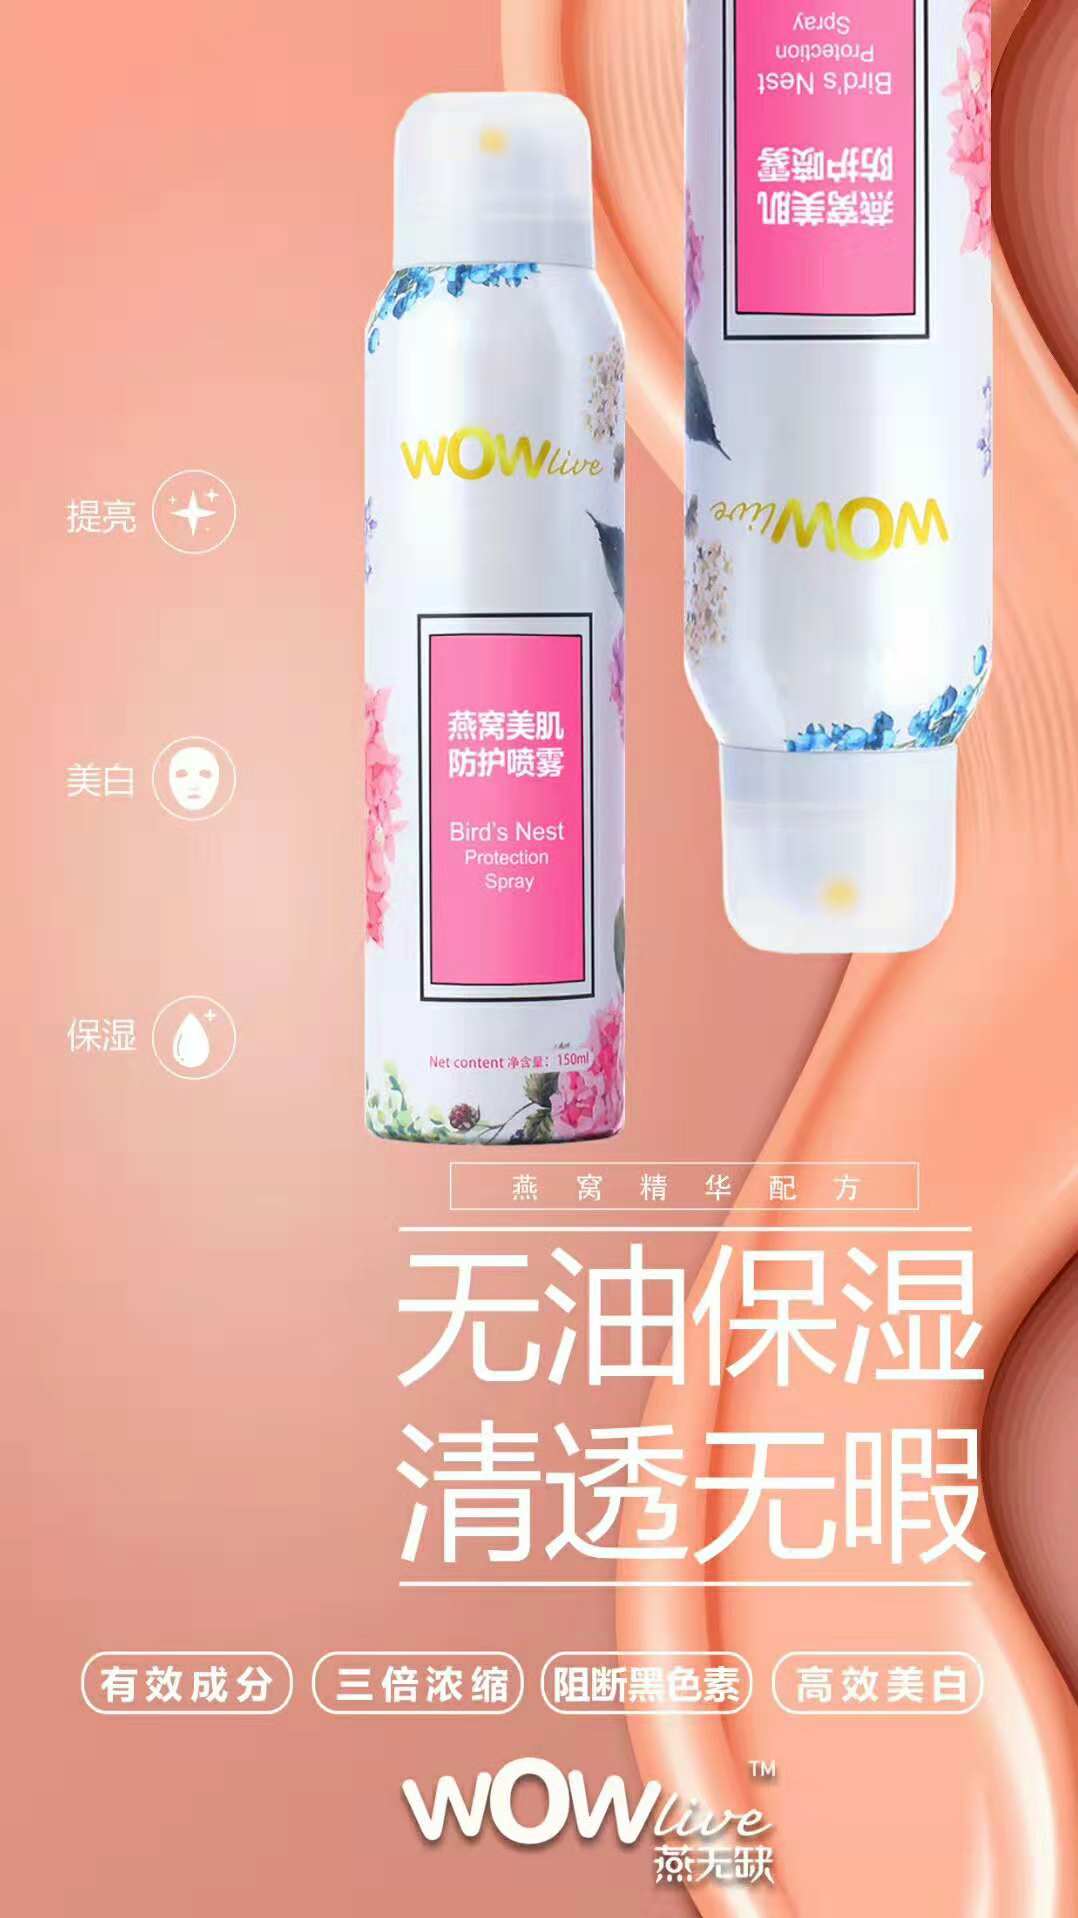 Spray
Protection
Bird's Nest
防护喷雾
燕窝美肌
WOWlive
WOWlive
提亮
燕窝美肌
防护喷雾
美白
Bird's Nest
Protection
Spray
保湿
Net content 净含量：150ml
燕窝精华配方
无油保湿
清透无暇
有效成分 三倍浓缩 阻断黑色素 高效美白
WOWlive TM
燕无缺